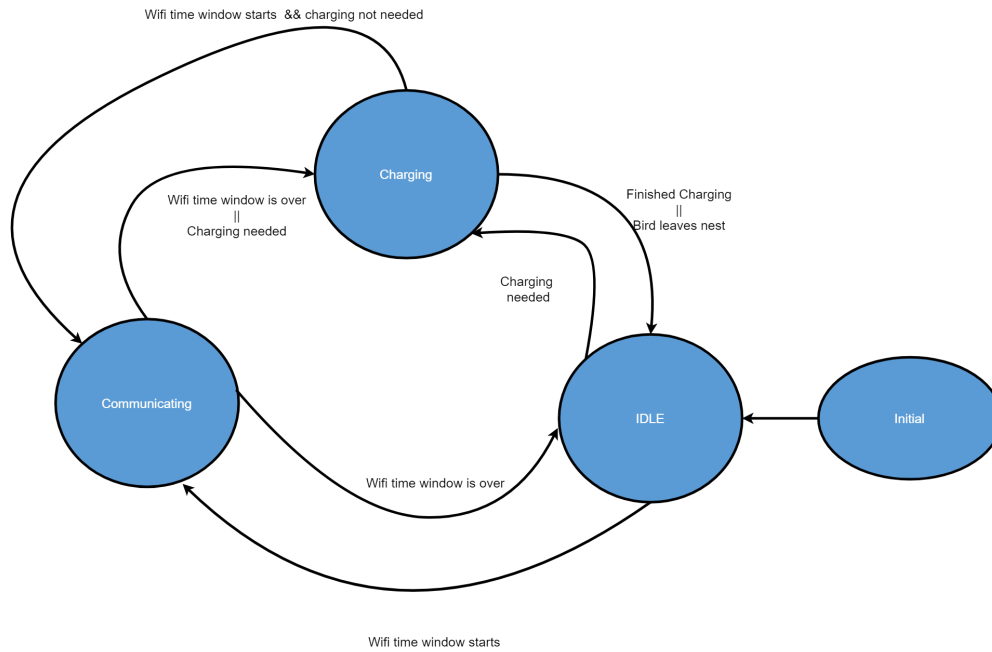 Wifi time window starts && charging not needed
Charging
Wifi time window is over
||
Charging needed
Finished Charging
||
Bird leaves nest
Charging
needed
Communicating
IDLE
Initial
Wifi time window is over
Wifi time window starts